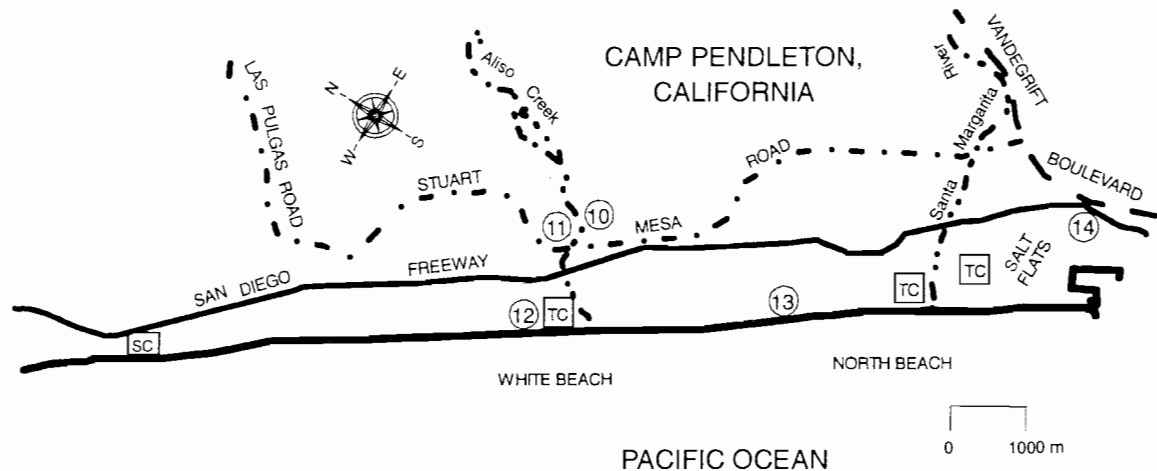 CAMP PENDLETON,
CALIFORNIA
LAS PULGAS ROAD
N
E
S
W
Aliso Creek
River
VANDEGRIFT
BOULEVARD
Santa Margarita
STUART
MESA
ROAD
11
10
14
SAN DIEGO
FREEWAY
SALT
FLATS
TC
TC
12
TC
13
SC
WHITE BEACH
NORTH BEACH
0
1000 m
PACIFIC OCEAN